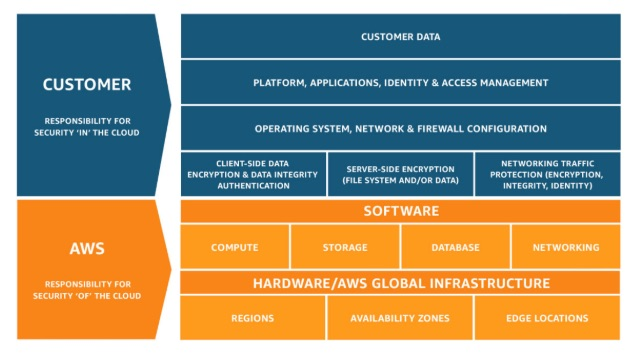 CUSTOMER
RESPONSIBILITY FOR
SECURITY ‘IN’ THE CLOUD
CUSTOMER DATA
PLATFORM, APPLICATIONS, IDENTITY & ACCESS MANAGEMENT
OPERATING SYSTEM, NETWORK & FIREWALL CONFIGURATION
CLIENT-SIDE DATA
ENCRYPTION & DATA INTEGRITY
AUTHENTICATION
SERVER-SIDE ENCRYPTION
(FILE SYSTEM AND/OR DATA)
NETWORKING TRAFFIC
PROTECTION (ENCRYPTION,
INTEGRITY, IDENTITY)
AWS
RESPONSIBILITY FOR
SECURITY ‘OF’ THE CLOUD
SOFTWARE
COMPUTE
STORAGE
DATABASE
NETWORKING
HARDWARE/AWS GLOBAL INFRASTRUCTURE
REGIONS
AVAILABILITY ZONES
EDGE LOCATIONS